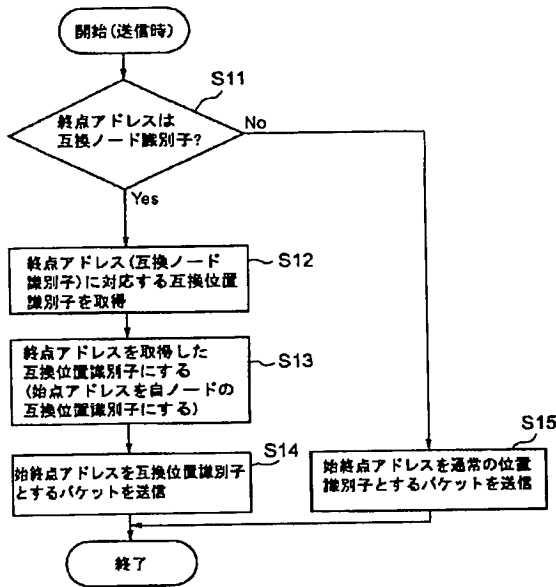 開始(送信時)
S11
終点アドレスは
互換ノード識別子?
No
Yes
終点アドレス(互換ノード
識別子)に対応する互換位置
識別子を取得
S12
終点アドレスを取得した
互換位置識別子にする
(始点アドレスを自ノードの
互換位置識別子にする)
S13
始終点アドレスを互換位置識別子
とするパケットを送信
S14
始終点アドレスを通常の位置
識別子とするパケットを送信
S15
終了